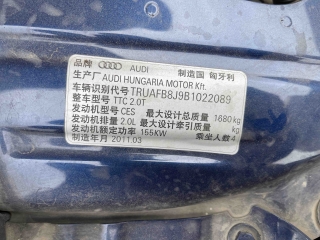 品牌 AUDI 制造国 匈牙利
生产厂 AUDI HUNGARIA MOTOR Kft.
车辆识别代号 TRUAFB8J9B1022089
整车型号 TTC 2.0T
发动机型号 CES 最大设计总质量 1680kg
发动机排量 2.0L 最大设计牵引质量 kg
发动机额定功率 155KW 乘坐人数 4
制造年月 2011.03